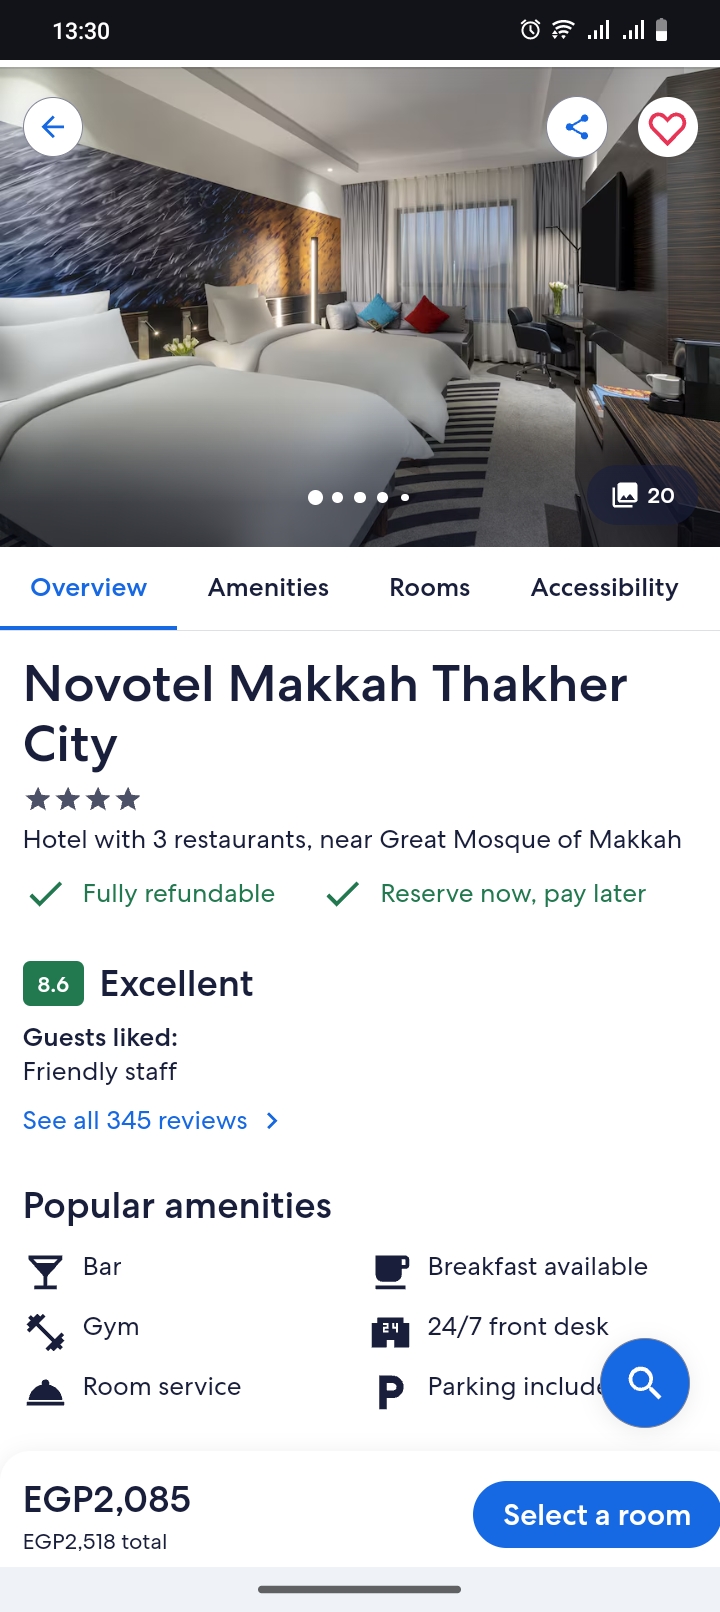 13:30
20
Overview
Amenities
Rooms
Accessibility
Novotel Makkah Thakher
City
Hotel with 3 restaurants, near Great Mosque of Makkah
Fully refundable
Reserve now, pay later
8.6 Excellent
Guests liked:
Friendly staff
See all 345 reviews
Popular amenities
Bar
Breakfast available
Gym
24
24/7 front desk
Room service
P
Parking include
EGP2,085
EGP2,518 total
Select a room